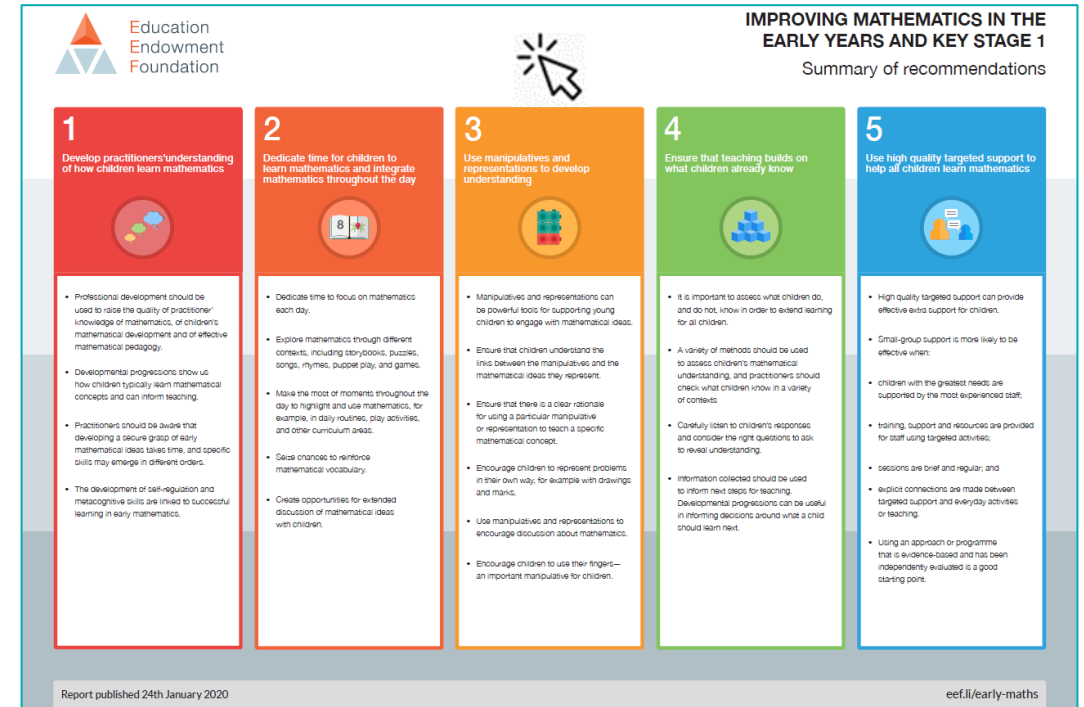 Education
Endowment
Foundation
IMPROVING MATHEMATICS IN THE
EARLY YEARS AND KEY STAGE 1
Summary of recommendations
1
Develop practitioners'understanding
of how children learn mathematics
• Professional development should be
used to raise the quality of practitioner'
knowledge of mathematics, of children's
mathematical development and of effective
mathematical pedagogy.
• Developmental progressions show us
how children typically learn mathematical
concepts and can inform teaching.
• Practitioners should be aware that
developing a secure grasp of early
mathematical ideas takes time, and specific
skills may emerge in different orders.
• The development of self-regulation and
metacognitive skills are linked to successful
learning in early mathematics.
2
Dedicate time for children to
learn mathematics and integrate
mathematics throughout the day
8
• Dedicate time to focus on mathematics
each day.
• Explore mathematics through different
contexts, including storybooks, puzzles,
songs, rhymes, puppet play, and games.
• Make the most of moments throughout the
day to highlight and use mathematics, for
example, in daily routines, play activities,
and other curriculum areas.
• Seize chances to reinforce
mathematical vocabulary.
• Create opportunities for extended
discussion of mathematical ideas
with children.
3
Use manipulatives and
representations to develop
understanding
• Manipulatives and representations can
be powerful tools for supporting young
children to engage with mathematical ideas.
• Ensure that children understand the
links between the manipulatives and the
mathematical ideas they represent.
• Ensure that there is a clear rationale
for using a particular manipulative
or representation to teach a specific
mathematical concept.
• Encourage children to represent problems
in their own way, for example with drawings
and marks.
• Use manipulatives and representations to
encourage discussion about mathematics.
• Encourage children to use their fingers—
an important manipulative for children.
4
Ensure that teaching builds on
what children already know
• It is important to assess what children do,
and do not, know in order to extend learning
for all children.
• A variety of methods should be used
to assess children's mathematical
understanding, and practitioners should
check what children know in a variety
of contexts
• Carefully listen to children's responses
and consider the right questions to ask
to reveal understanding.
• Information collected should be used
to inform next steps for teaching.
Developmental progressions can be useful
in informing decisions around what a child
should learn next.
5
Use high quality targeted support to
help all children learn mathematics
• High quality targeted support can provide
effective extra support for children.
• Small-group support is more likely to be
effective when:
• children with the greatest needs are
supported by the most experienced staff;
• training, support and resources are provided
for staff using targeted activities;
• sessions are brief and regular; and
• explicit connections are made between
targeted support and everyday activities
or teaching.
• Using an approach or programme
that is evidence-based and has been
independently evaluated is a good
starting point.
Report published 24th January 2020
eef.li/early-maths